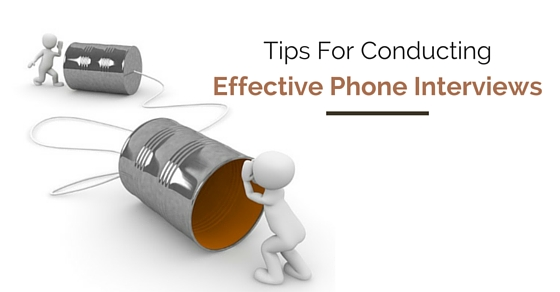 Tips For Conducting
Effective Phone Interviews